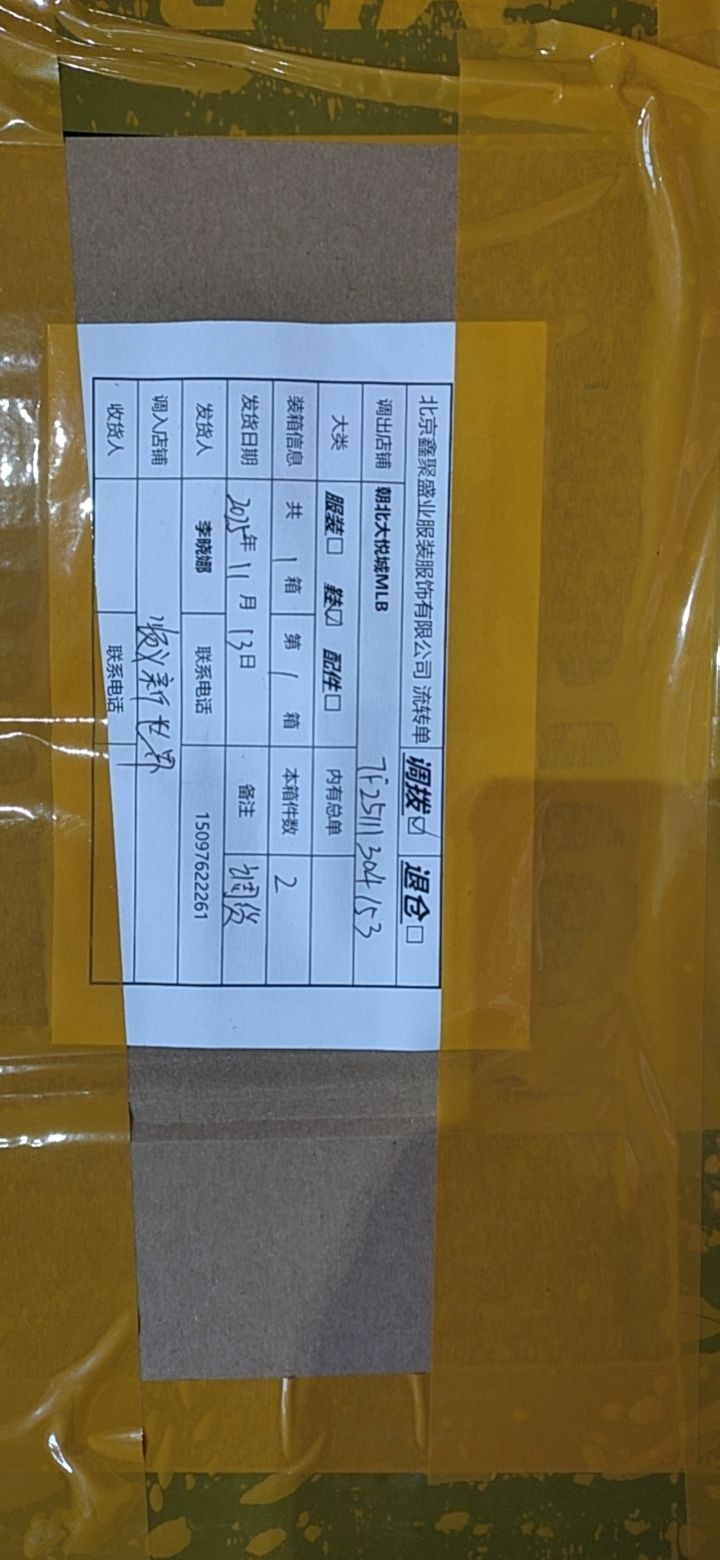 北京鑫聚盛业服装服饰有限公司 流转单 调拨☑ 退仓□
调出店铺 朝北大悦城MLB TF2511304153
大类 服装□ 鞋☑ 配件□ 内有总单
装箱信息 共 1 箱 第 1 箱 本箱件数 2
发货日期 2025年 11 月 13日 备注 调货
发货人 李晓娜 联系电话 15097622261
调入店铺 顺义新世界
收货人 联系电话